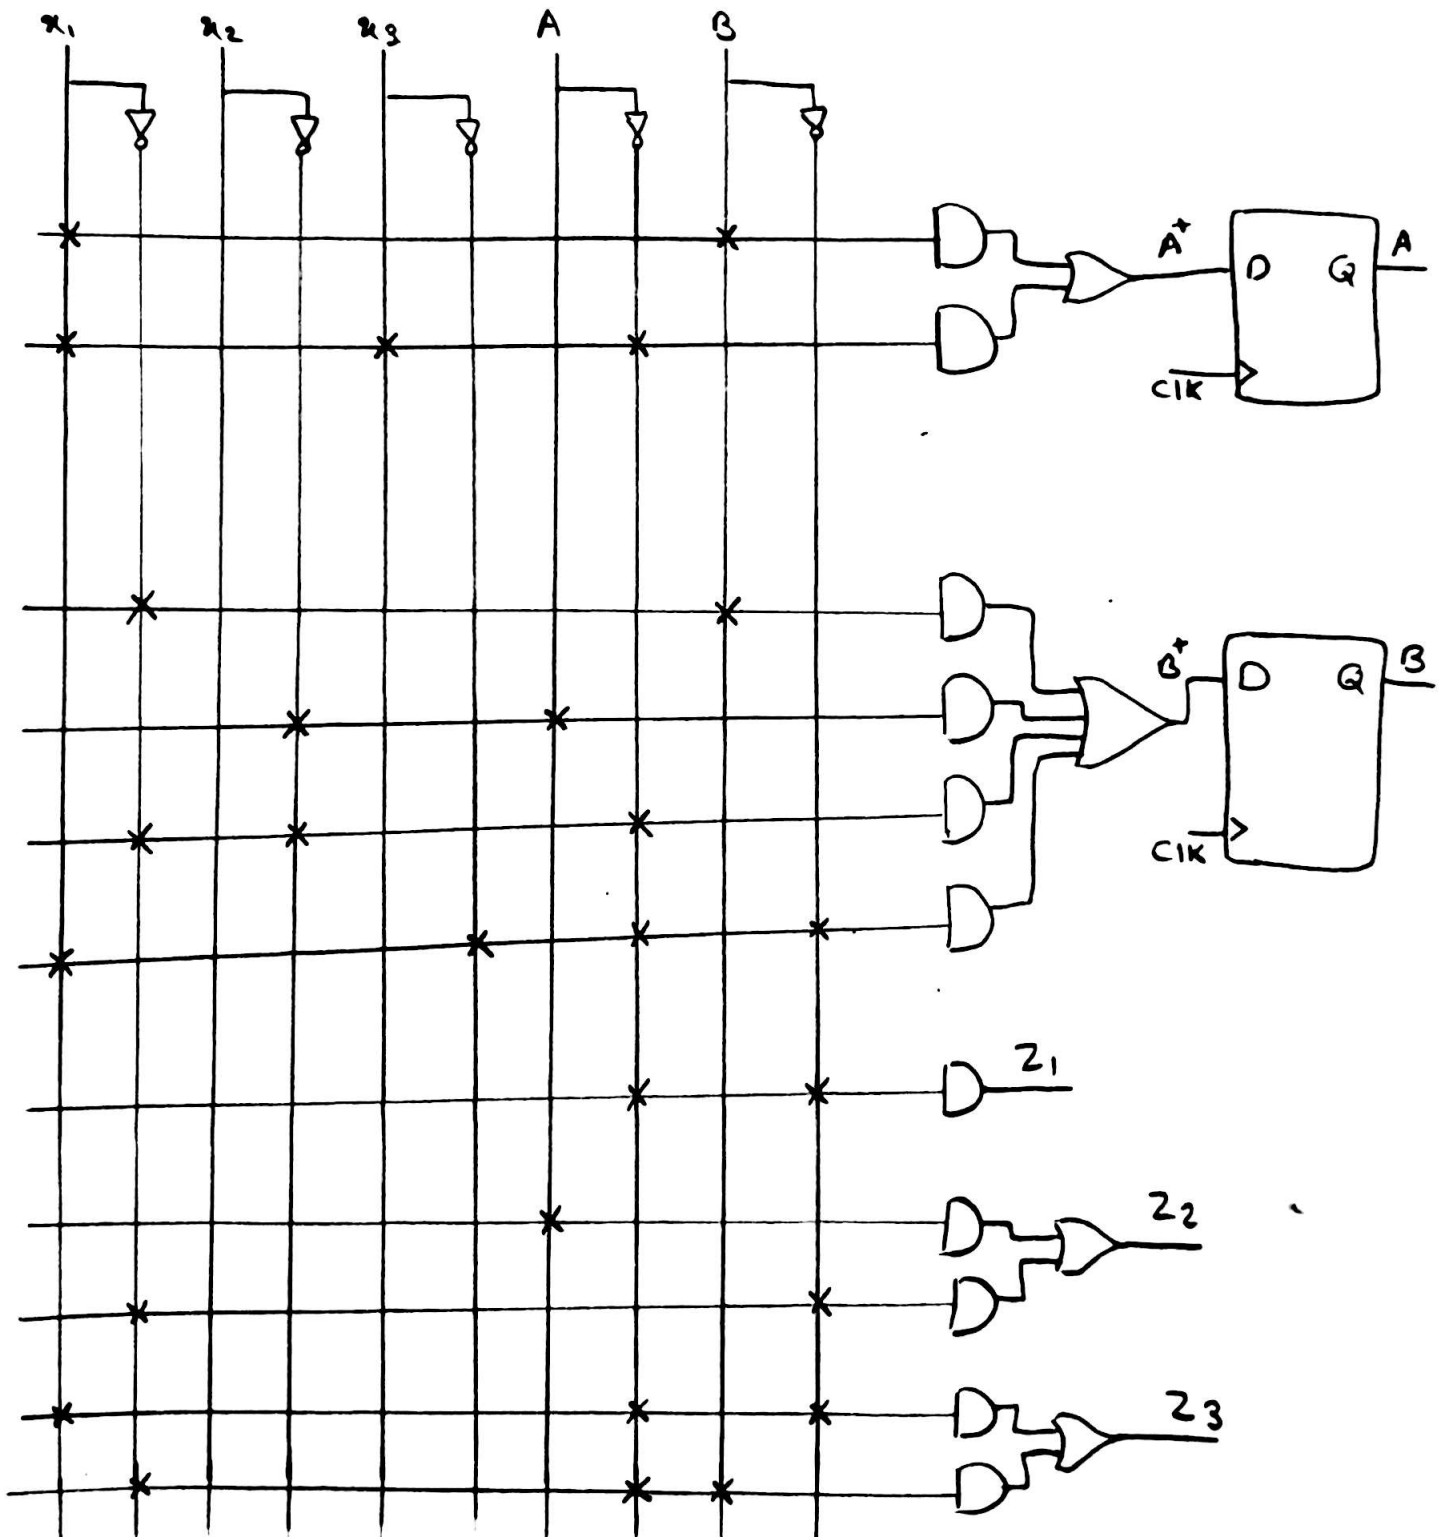 x₁ x₂ x₃ A B
A⁺ D Q A
CLK
B⁺ D Q B
CLK
Z₁
Z₂
Z₃